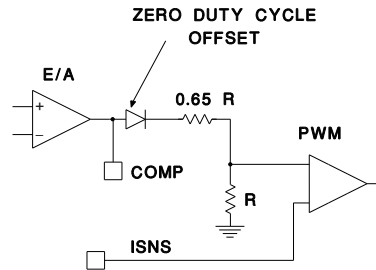 ZERO DUTY CYCLE
OFFSET
E/A
+
−
0.65 R
PWM
COMP
R
ISNS